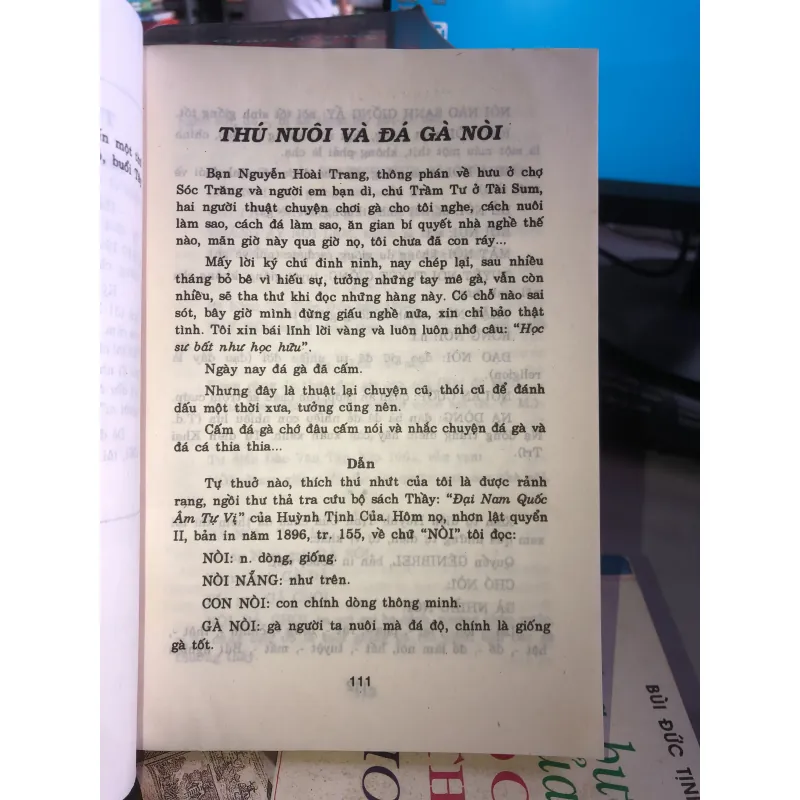 THÚ NUÔI VÀ ĐÁ GÀ NÒI
Bạn Nguyễn Hoài Trang, thông phán về hưu ở chợ
Sóc Trăng và người em bạn dì, chú Trầm Tư ở Tài Sum,
hai người thuật chuyện chơi gà cho tôi nghe, cách nuôi
làm sao, cách đá làm sao, ăn gian bí quyết nhà nghề thế
nào, mãn giờ này qua giờ nọ, tôi chưa đã con ráy...
Mấy lời ký chú đinh ninh, nay chép lại, sau nhiều
tháng bỏ bê vì hiếu sự, tưởng những tay mê gà, vẫn còn
nhiều, sẽ tha thứ khi đọc những hàng này. Có chỗ nào sai
sót, bây giờ mình đừng giấu nghề nữa, xin chỉ bảo thật
tình. Tôi xin bái lĩnh lời vàng và luôn luôn nhớ câu: “Học
sư bất như học hữu”.
Ngày nay đá gà đã cấm.
Nhưng đây là thuật lại chuyện cũ, thói cũ để đánh
dấu một thời xưa, tưởng cũng nên.
Cấm đá gà chớ đâu cấm nói và nhắc chuyện đá gà và
đá cá thia thia...
Dẫn
Tự thuở nào, thích thú nhứt của tôi là được rảnh
rang, ngồi thư thả tra cứu bộ sách Thầy: “Đại Nam Quốc
Âm Tự Vị” của Huỳnh Tịnh Của. Hôm nọ, nhơn lật quyển
II, bản in năm 1896, tr. 155, về chữ “NÒI” tôi đọc:
NÒI: n. dòng, giống.
NÒI NẮNG: như trên.
CON NÒI: con chính dòng thông minh.
GÀ NÒI: gà người ta nuôi mà đá độ, chính là giống
gà tốt.
111
BÙI ĐỨC TỊNH